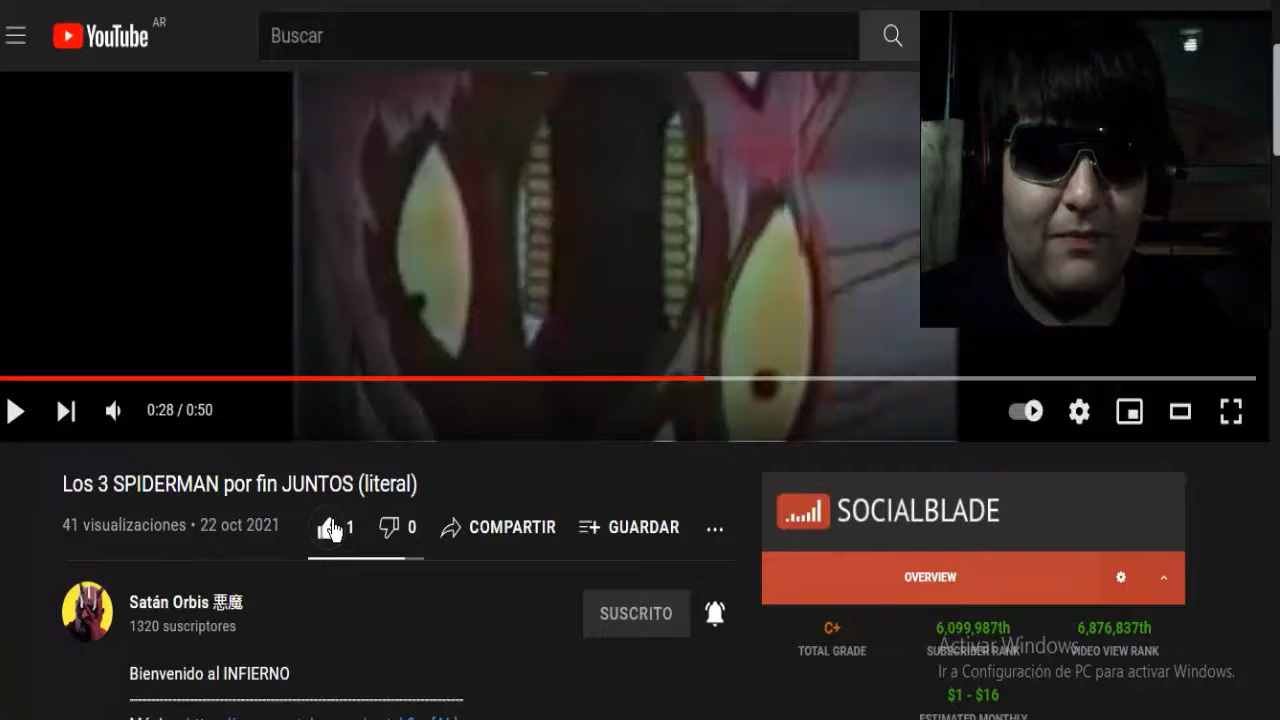 YouTube AR
Buscar
0:28 / 0:50
Los 3 SPIDERMAN por fin JUNTOS (literal)
41 visualizaciones • 22 oct 2021
1
0
COMPARTIR
GUARDAR
...
Satán Orbis 悪魔
1320 suscriptores
SUSCRITO
Bienvenido al INFIERNO
SOCIALBLADE
OVERVIEW
C+
TOTAL GRADE
6,099,987th
SUBSCRIBER RANK
6,876,837th
VIDEO VIEW RANK
Activar Windows
Ir a Configuración de PC para activar Windows.
$1 - $16
ESTIMATED MONTHLY